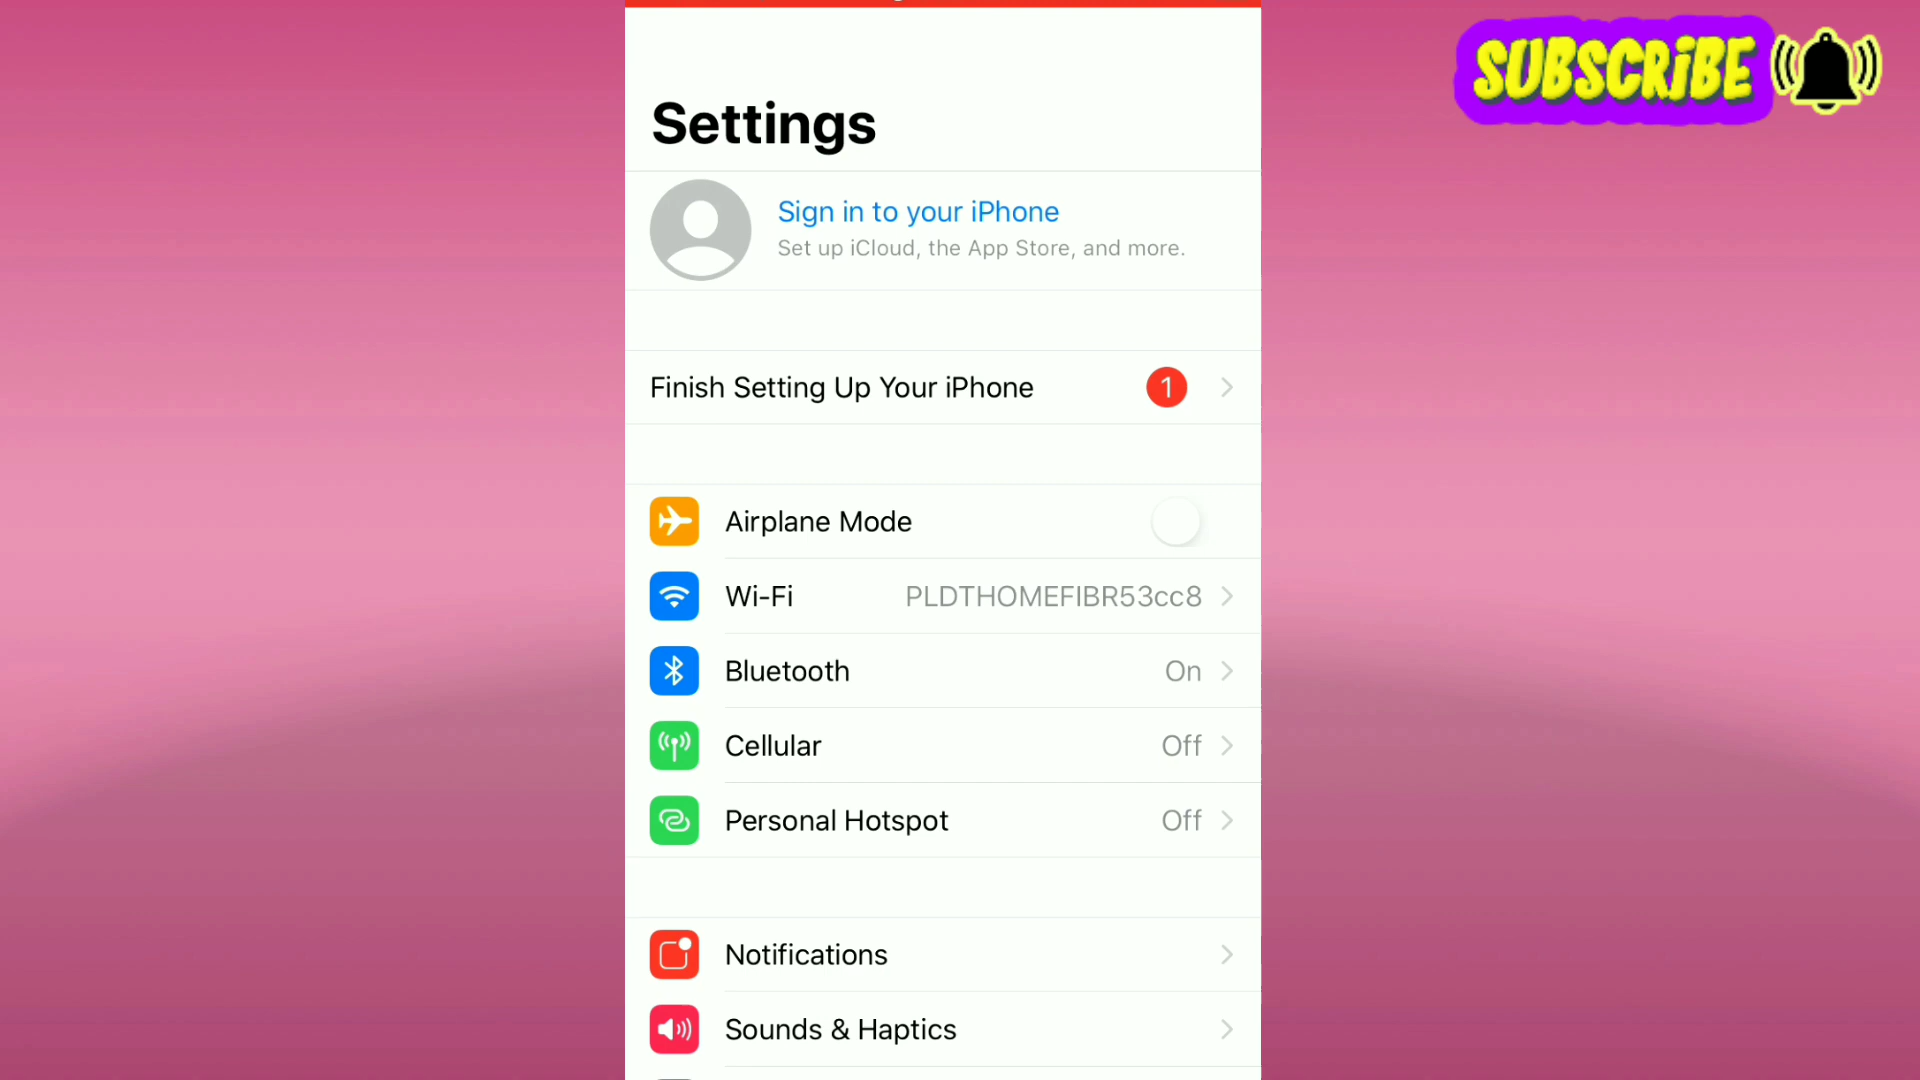 SUBSCRiBE
Settings
Sign in to your iPhone
Set up iCloud, the App Store, and more.
Finish Setting Up Your iPhone 1
Airplane Mode
Wi-Fi PLDTHOMEFIBR53cc8
Bluetooth On
Cellular Off
Personal Hotspot Off
Notifications
Sounds & Haptics